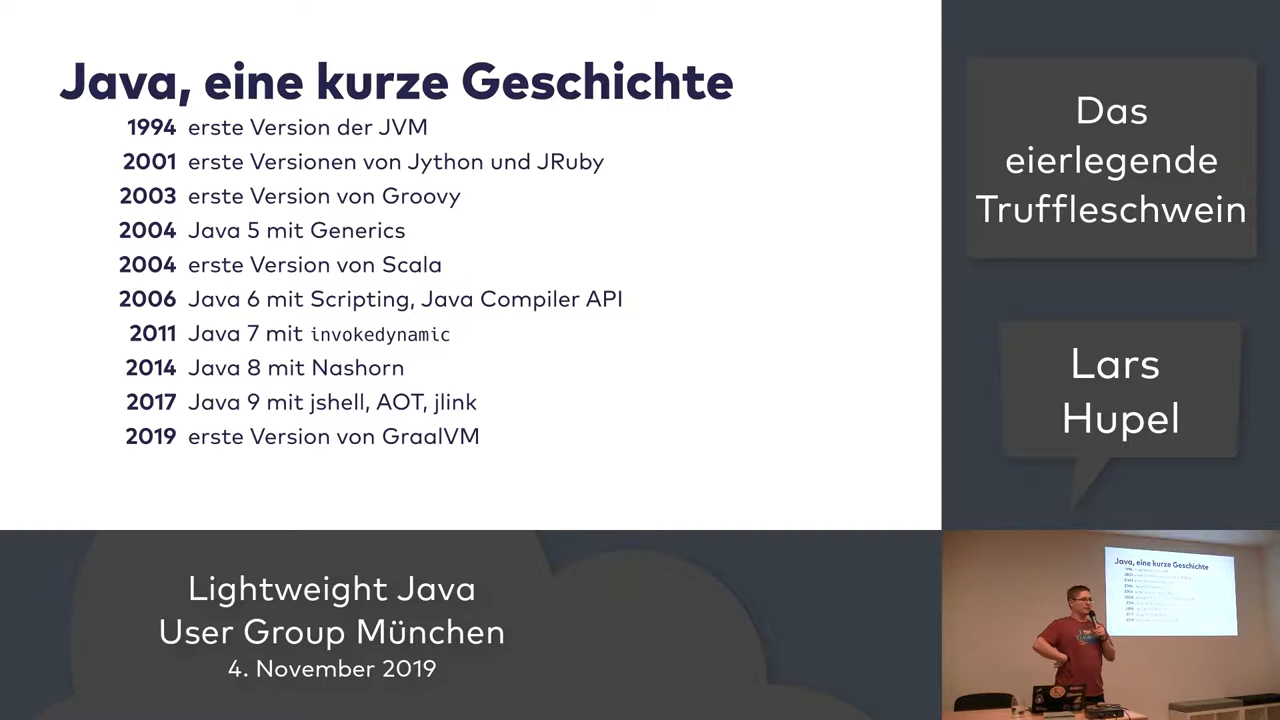 Java, eine kurze Geschichte
1994 erste Version der JVM
2001 erste Versionen von Jython und JRuby
2003 erste Version von Groovy
2004 Java 5 mit Generics
2004 erste Version von Scala
2006 Java 6 mit Scripting, Java Compiler API
2011 Java 7 mit invokedynamic
2014 Java 8 mit Nashorn
2017 Java 9 mit jshell, AOT, jlink
2019 erste Version von GraalVM
Das
eierlegende
Truffleschwein
Lars
Hupel
Lightweight Java
User Group München
4. November 2019
Java, eine kurze Geschichte